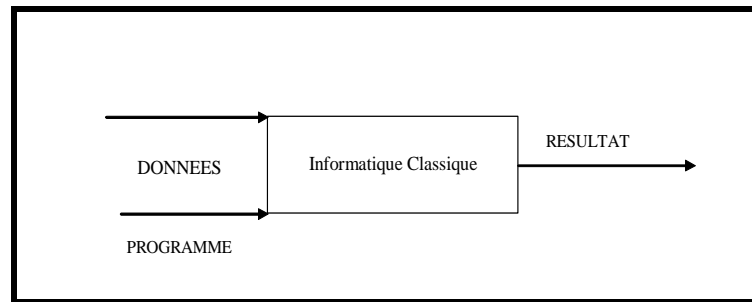 RESULTAT
DONNEES
Informatique Classique
PROGRAMME